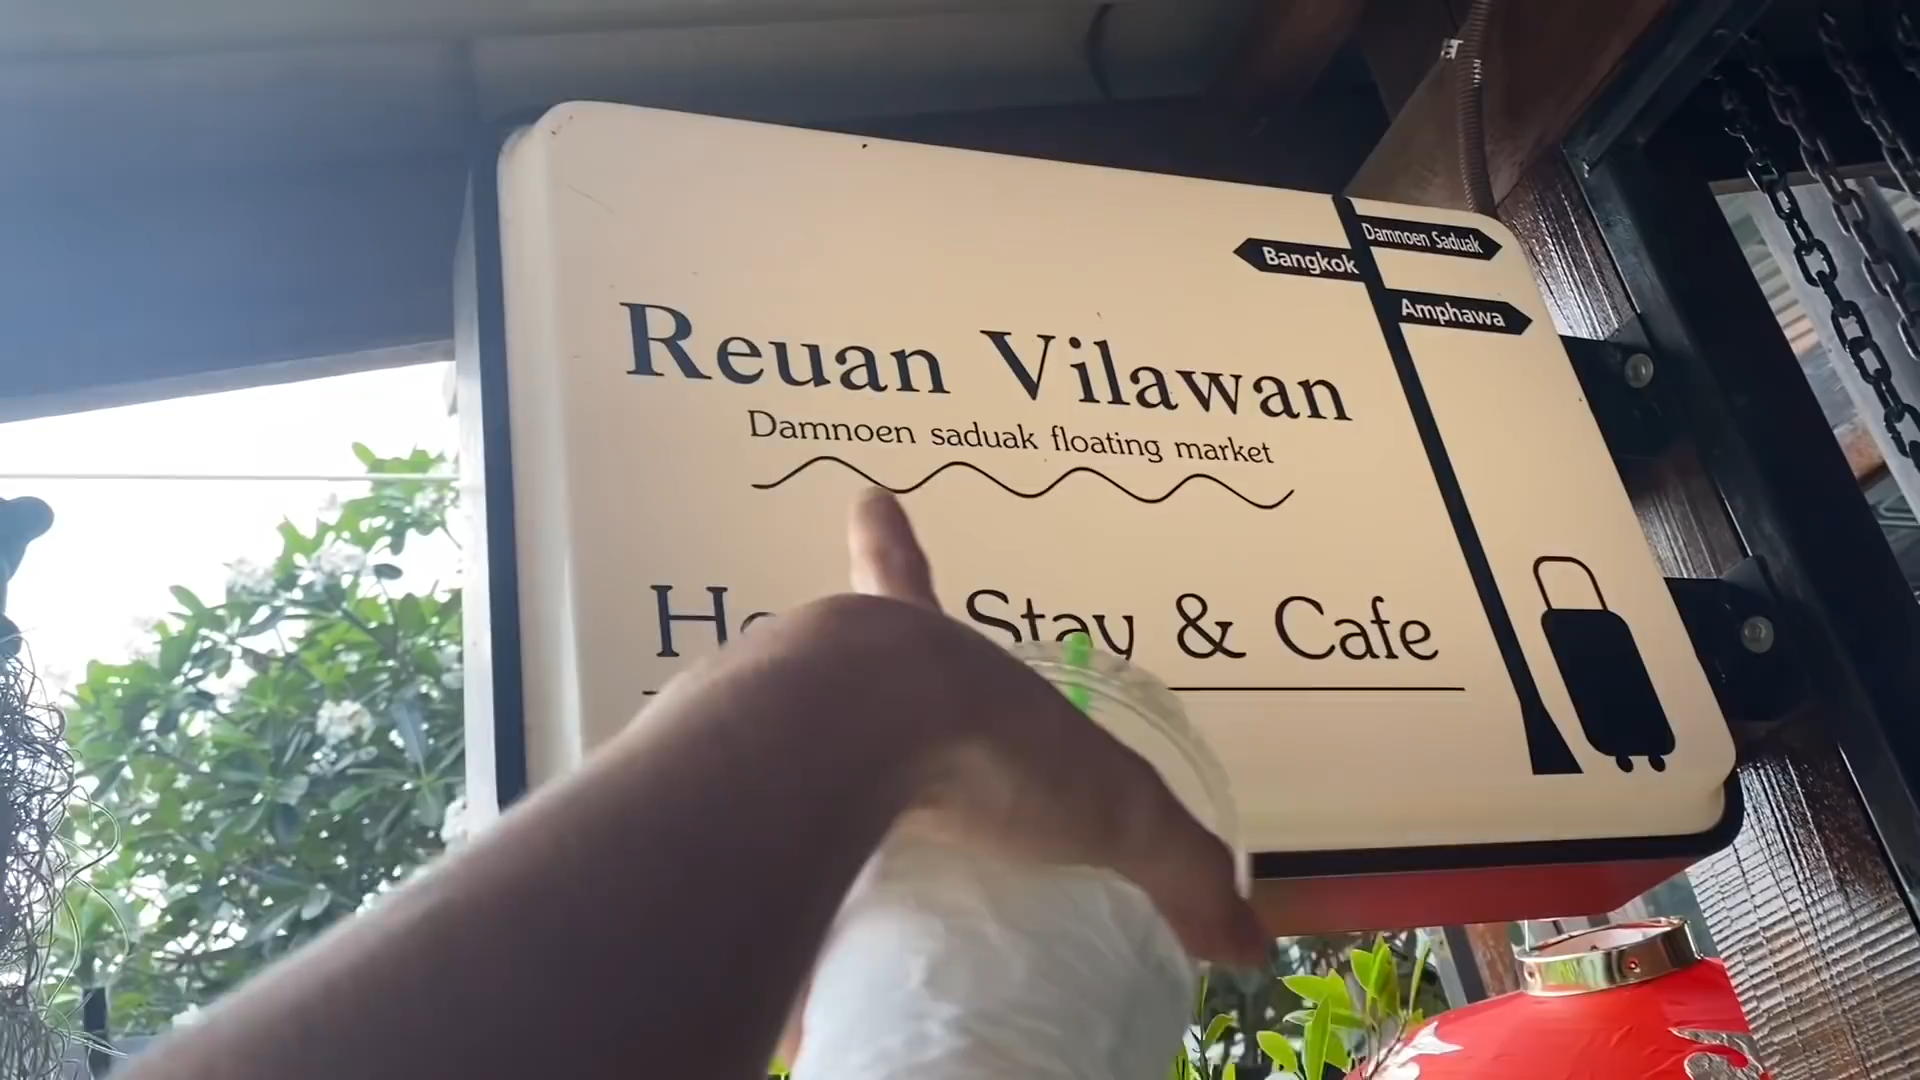 Damnoen Saduak
Bangkok
Amphawa
Reuan Vilawan
Damnoen saduak floating market
Stay & Cafe